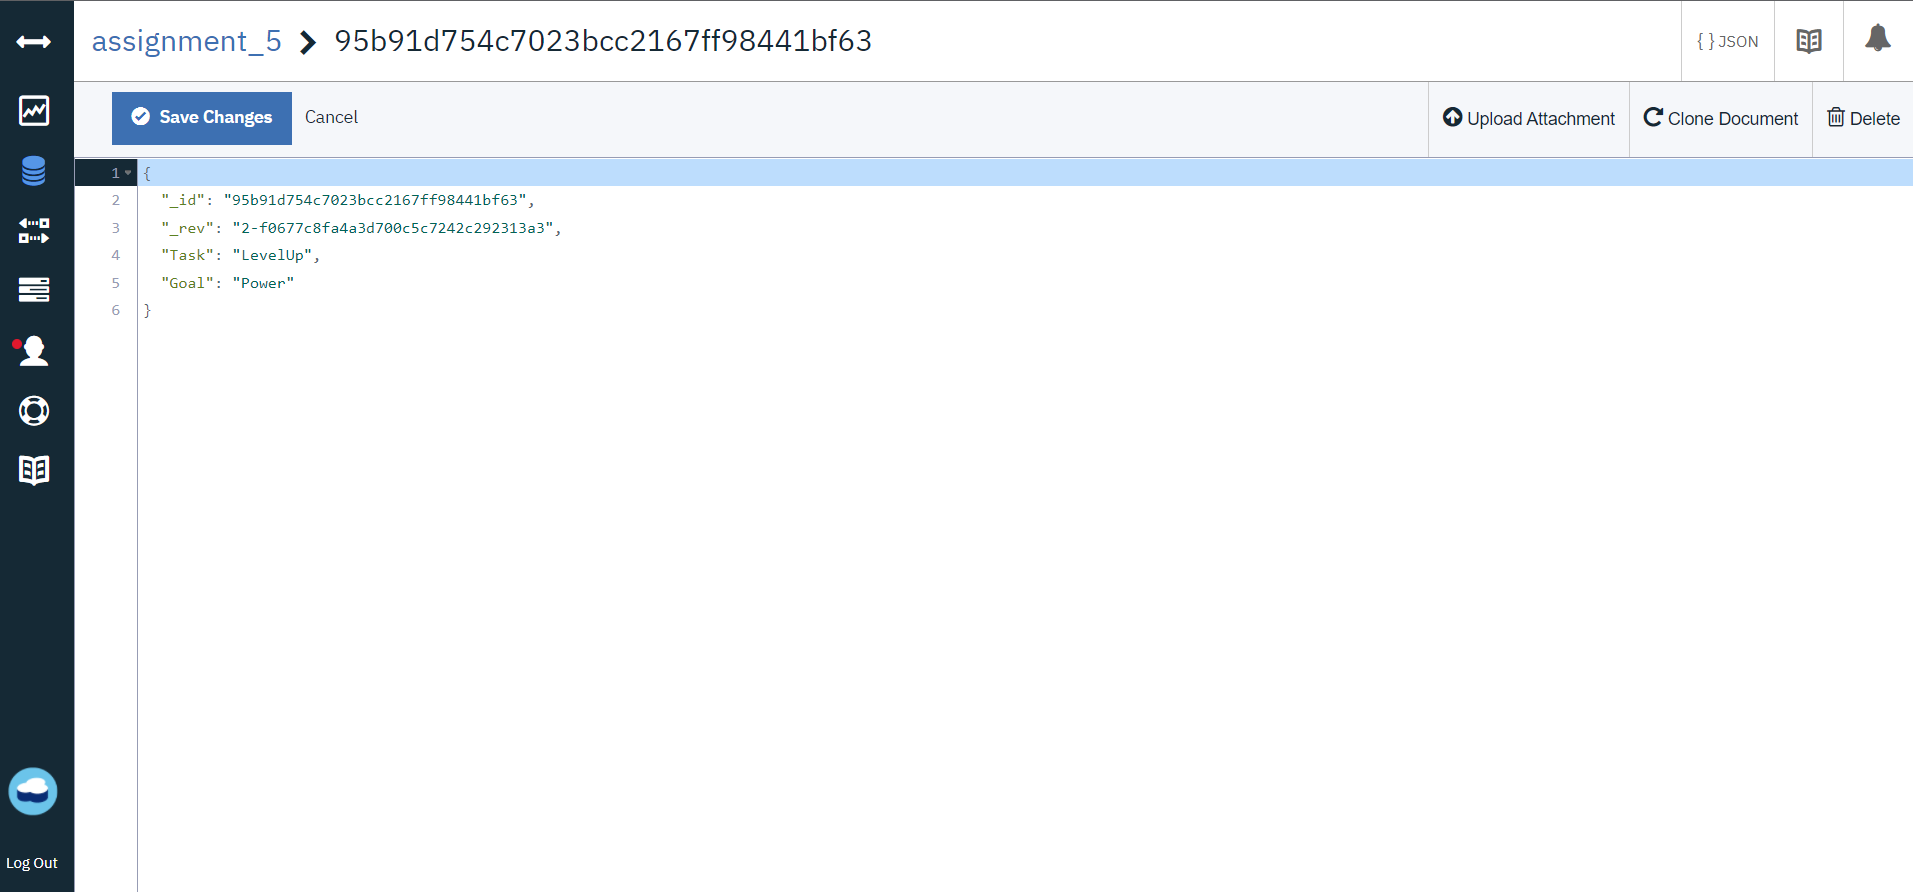 assignment_5 95b91d754c7023bcc2167ff98441bf63
{ } JSON
Save Changes Cancel
Upload Attachment Clone Document Delete
1 {
2 "_id": "95b91d754c7023bcc2167ff98441bf63",
3 "_rev": "2-f0677c8fa4a3d700c5c7242c292313a3",
4 "Task": "LevelUp",
5 "Goal": "Power"
6 }
Log Out